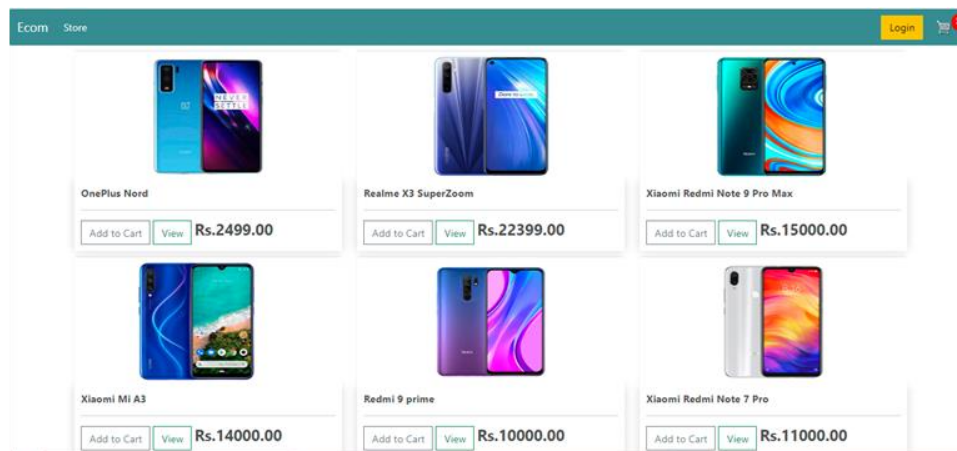 Ecom Store Login
NEVER
SETTLE
OnePlus Nord
Realme X3 SuperZoom
Xiaomi Redmi Note 9 Pro Max
Add to Cart View Rs.2499.00
Add to Cart View Rs.22399.00
Add to Cart View Rs.15000.00
Xiaomi Mi A3
Redmi 9 prime
Xiaomi Redmi Note 7 Pro
Add to Cart View Rs.14000.00
Add to Cart View Rs.10000.00
Add to Cart View Rs.11000.00